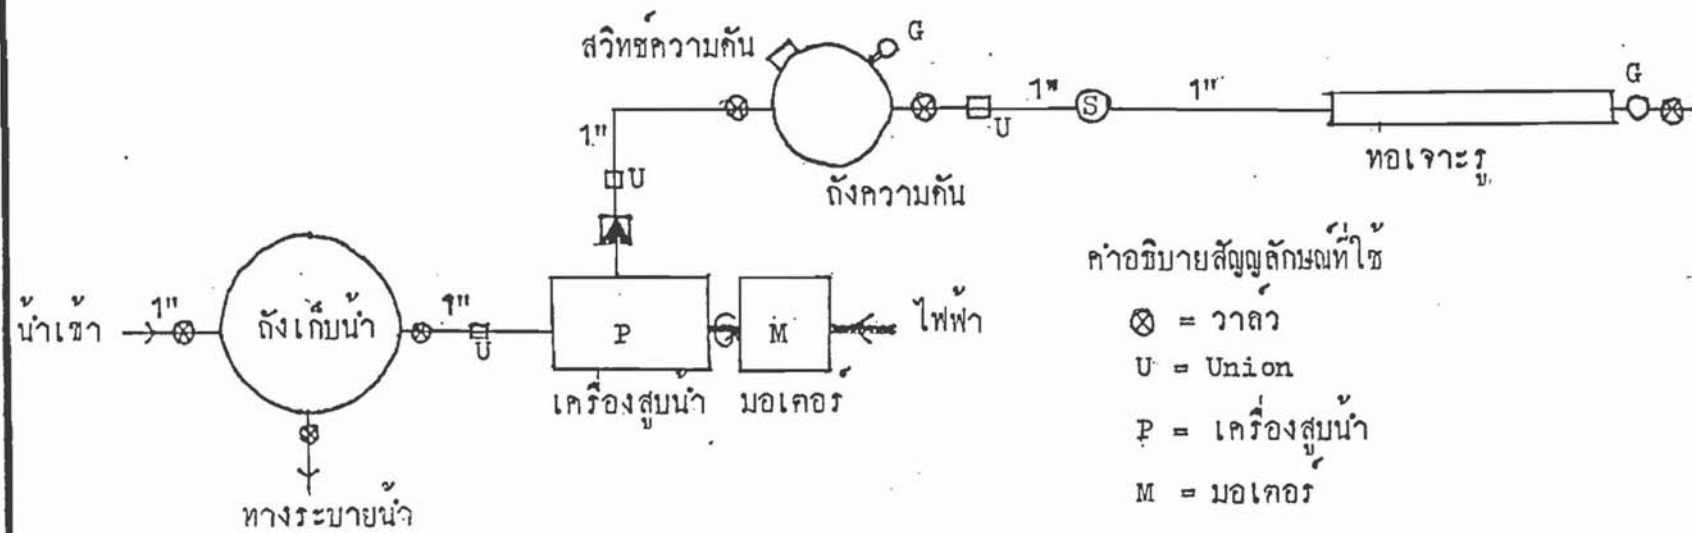 สวิทช์ความดัน
G
1"
1"
G
1"
S
U
U
ท่อเจาะรู
ถังความดัน
คำอธิบายสัญญลักษณ์ที่ใช้
น้ำเข้า
1"
ถังเก็บน้ำ
1"
U
P
M
ไฟฟ้า
⊗ = วาล์ว
U = Union
เครื่องสูบน้ำ
มอเตอร์
P = เครื่องสูบน้ำ
M = มอเตอร์
ทางระบายน้ำ